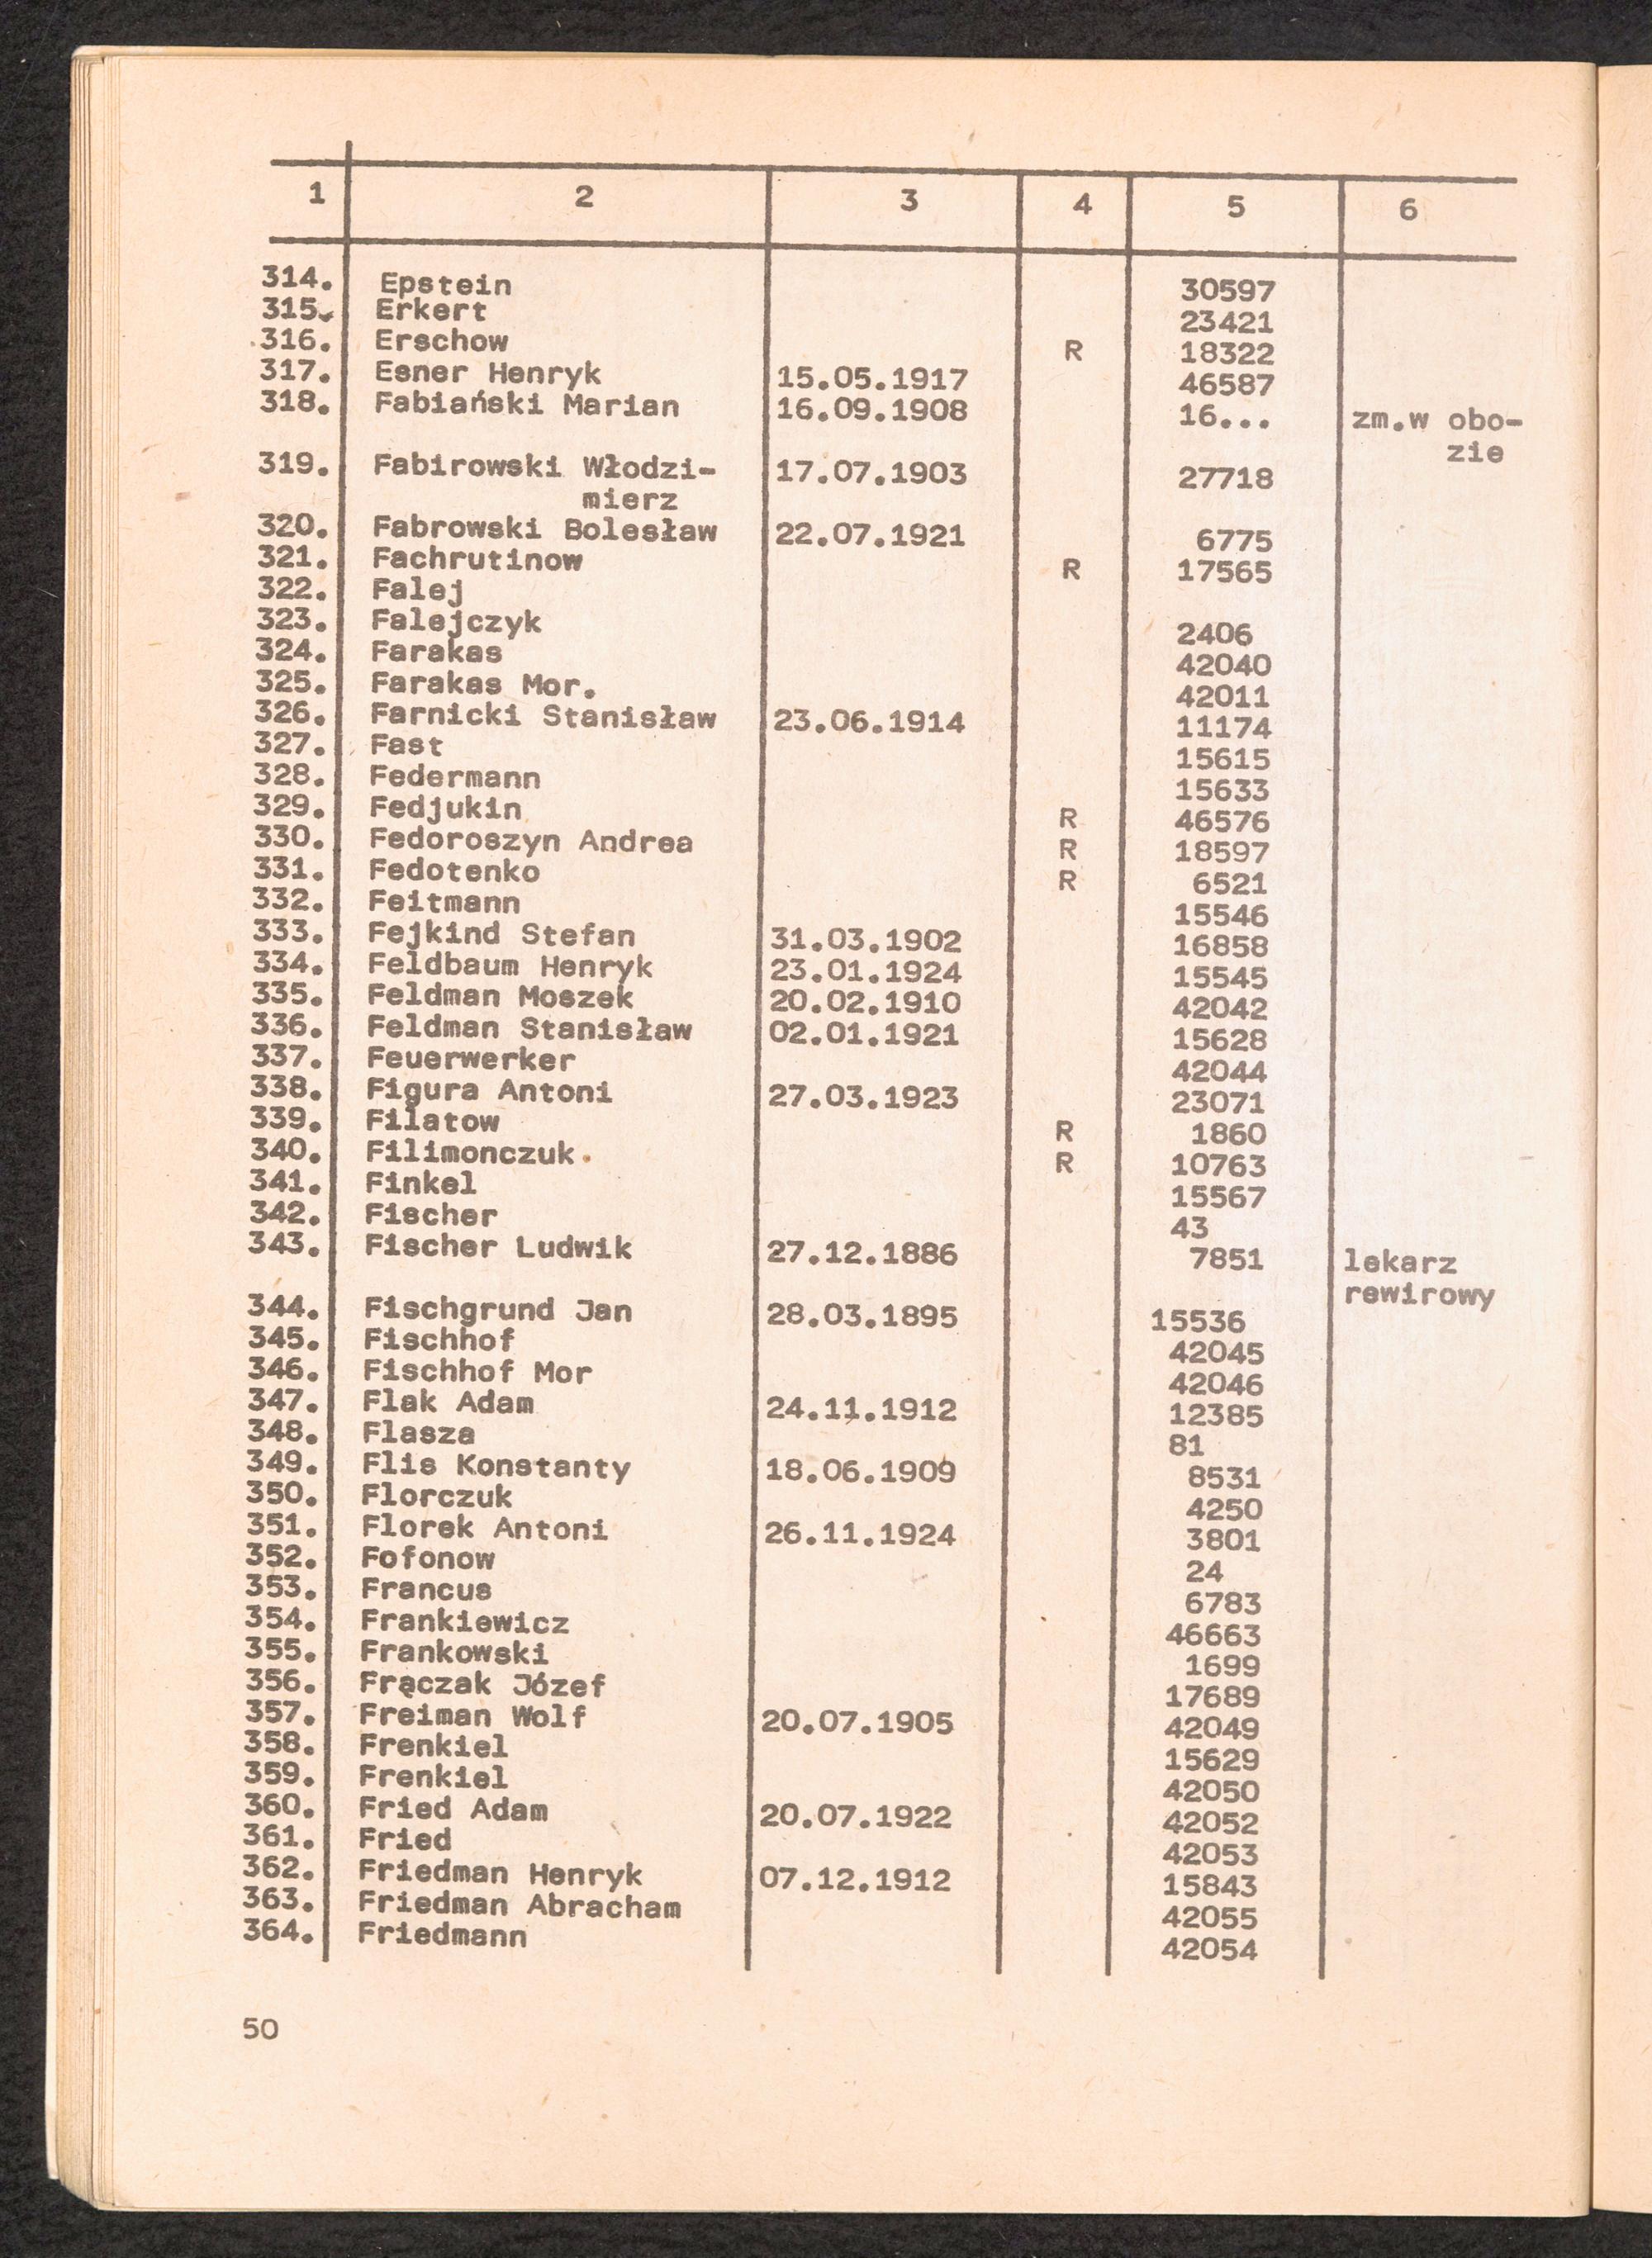 1 2 3 4 5 6
314. Epstein 30597
315. Erkert 23421
316. Erschow R 18322
317. Esner Henryk 15.05.1917 46587
318. Fabiański Marian 16.09.1908 16... zm.w obo-
zie
319. Fabirowski Włodzi- 17.07.1903 27718
mierz
320. Fabrowski Bolesław 22.07.1921 6775
321. Fachrutinow R 17565
322. Falej
323. Falejczyk 2406
324. Farakas 42040
325. Farakas Mor. 42011
326. Farnicki Stanisław 23.06.1914 11174
327. Fast 15615
328. Federmann 15633
329. Fedjukin R 46576
330. Fedoroszyn Andrea R 18597
331. Fedotenko R 6521
332. Feitmann 15546
333. Fejkind Stefan 31.03.1902 16858
334. Feldbaum Henryk 23.01.1924 15545
335. Feldman Moszek 20.02.1910 42042
336. Feldman Stanisław 02.01.1921 15628
337. Feuerwerker 42044
338. Figura Antoni 27.03.1923 23071
339. Filatow R 1860
340. Filimonczuk R 10763
341. Finkel 15567
342. Fischer 43
343. Fischer Ludwik 27.12.1886 7851 lekarz
rewirowy
344. Fischgrund Jan 28.03.1895 15536
345. Fischhof 42045
346. Fischhof Mor 42046
347. Flak Adam 24.11.1912 12385
348. Flasza 81
349. Flis Konstanty 18.06.1909 8531
350. Florczuk 4250
351. Florek Antoni 26.11.1924 3801
352. Fofonow 24
353. Francus 6783
354. Frankiewicz 46663
355. Frankowski 1699
356. Frączak Józef 17689
357. Freiman Wolf 20.07.1905 42049
358. Frenkiel 15629
359. Frenkiel 42050
360. Fried Adam 20.07.1922 42052
361. Fried 42053
362. Friedman Henryk 07.12.1912 15843
363. Friedman Abracham 42055
364. Friedmann 42054
50